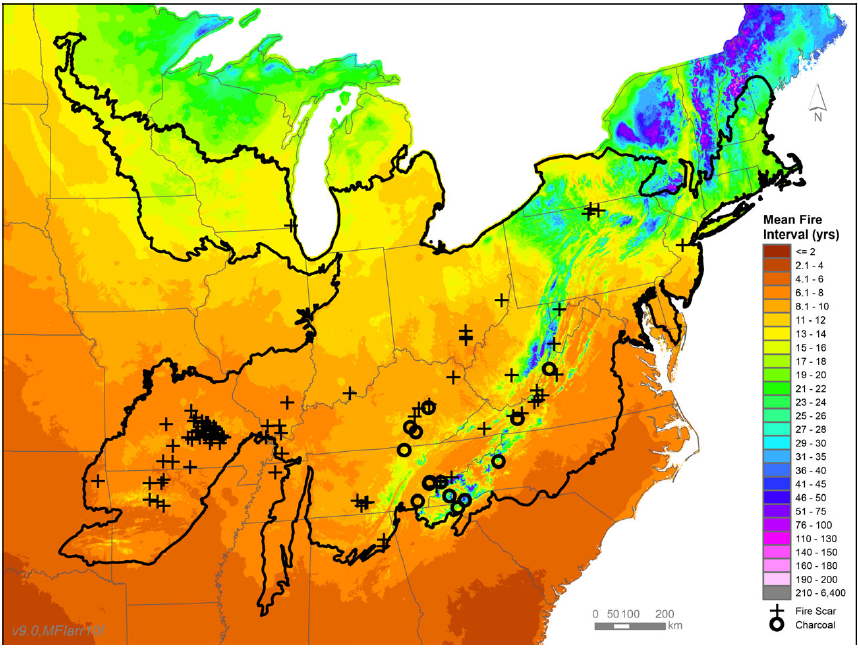 N
Mean Fire
Interval (yrs)
<= 2
2.1 - 4
4.1 - 6
6.1 - 8
8.1 - 10
11 - 12
13 - 14
15 - 16
17 - 18
19 - 20
21 - 22
23 - 24
25 - 26
27 - 28
29 - 30
31 - 35
36 - 40
41 - 45
46 - 50
51 - 75
76 - 100
110 - 130
140 - 150
160 - 180
190 - 200
210 - 6,400
Fire Scar
Charcoal
0 50 100 200
km